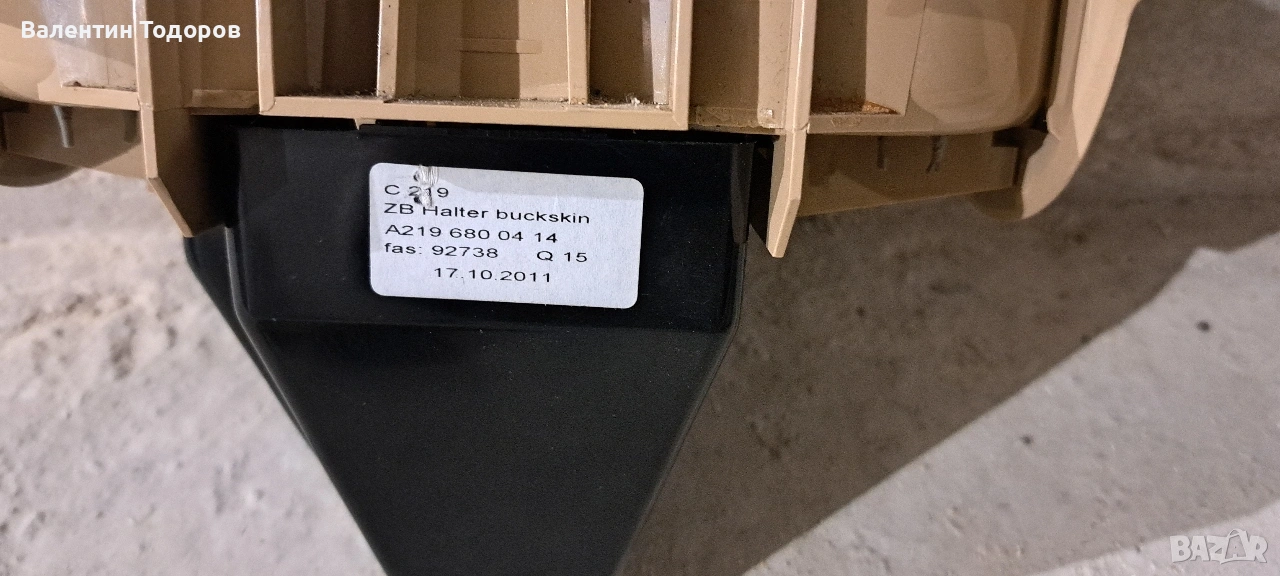 Валентин Тодоров
C 219
ZB Halter buckskin
A219 680 04 14
fas: 92738 Q 15
17.10.2011
BAZAR